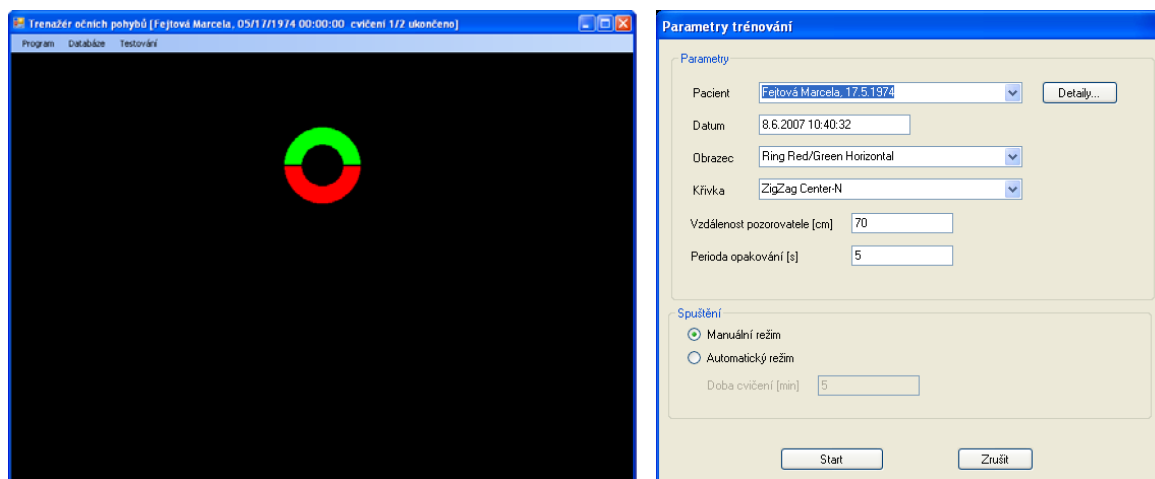 Trenažér očních pohybů [Fejtová Marcela, 05/17/1974 00:00:00 cvičení 1/2 ukončeno]
Program Databáze Testování
Parametry trénování
Parametry
Pacient Fejtová Marcela, 17.5.1974 Detaily...
Datum 8.6.2007 10:40:32
Obrazec Ring Red/Green Horizontal
Křivka ZigZag Center-N
Vzdálenost pozorovatele [cm] 70
Perioda opakování [s] 5
Spuštění
Manuální režim
Automatický režim
Doba cvičení [min] 5
Start Zrušit